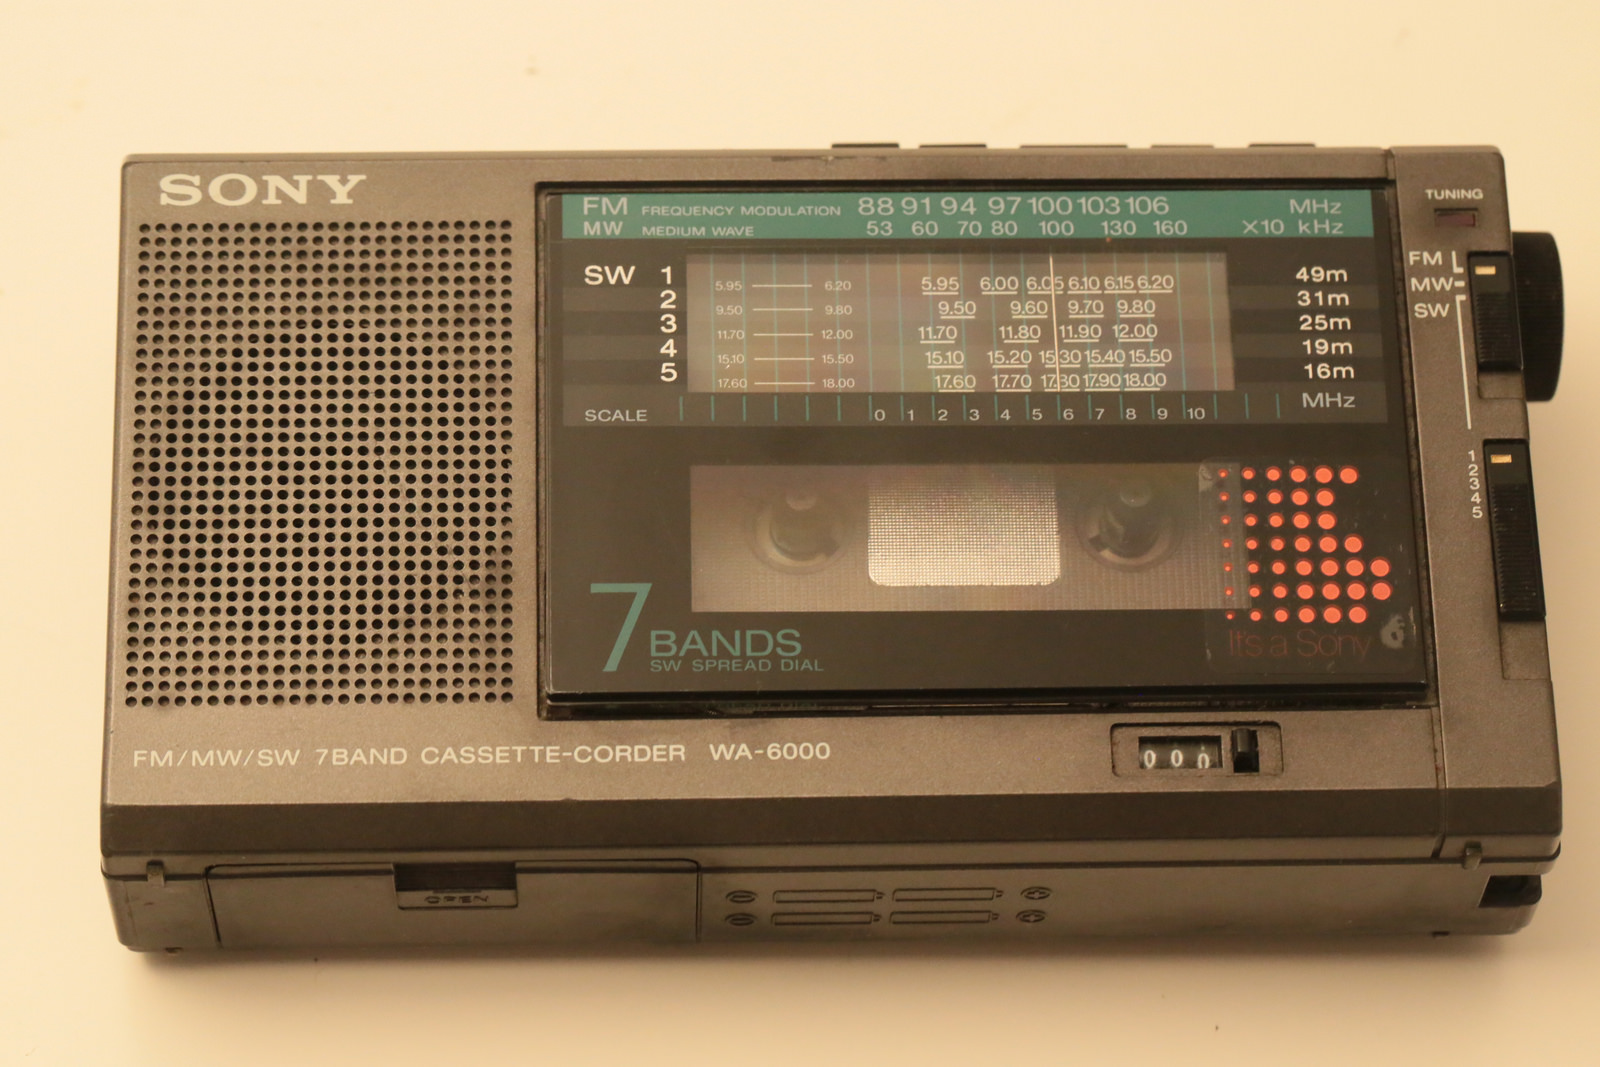 SONY
TUNING
FM FREQUENCY MODULATION 88 91 94 97 100 103 106 MHz
MW MEDIUM WAVE 53 60 70 80 100 130 160 X10 kHz
FM
MW
SW
SW 1 5.95 6.20 5.95 6.00 6.05 6.10 6.15 6.20 49m
2 9.50 9.80 9.50 9.60 9.70 9.80 31m
3 11.70 12.00 11.70 11.80 11.90 12.00 25m
4 15.10 15.50 15.10 15.20 15.30 15.40 15.50 19m
5 17.60 18.00 17.60 17.70 17.80 17.90 18.00 16m
SCALE 0 1 2 3 4 5 6 7 8 9 10 MHz
1
2
3
4
5
7 BANDS
SW SPREAD DIAL
It's a Sony
FM/MW/SW 7BAND CASSETTE-CORDER WA-6000
0 0 0
OPEN